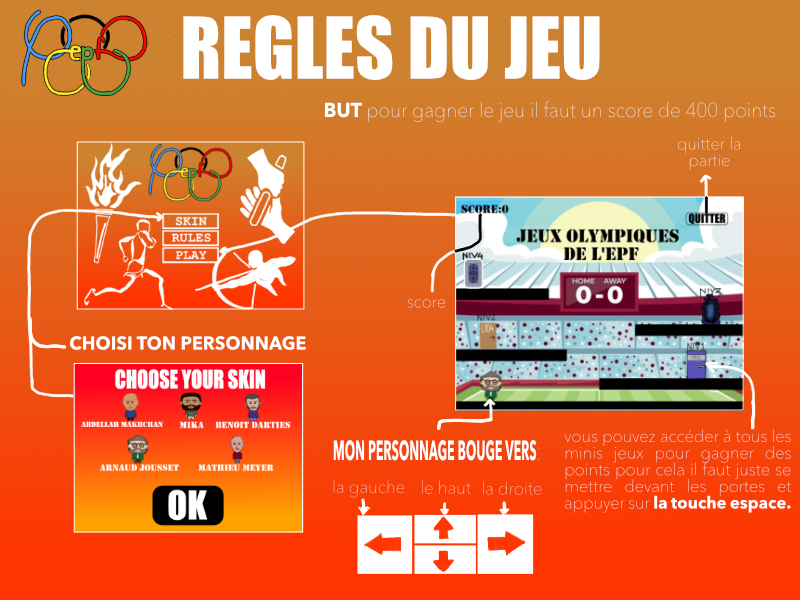 epf
REGLES DU JEU
BUT pour gagner le jeu il faut un score de 400 points
quitter la
partie
epf
SKIN
RULES
PLAY
SCORE:0
QUITTER
JEUX OLYMPIQUES
DE L'EPF
NIV4
HOME AWAY
0-0
NIV3
NIV2
L104
NIV1
score
CHOISI TON PERSONNAGE
CHOOSE YOUR SKIN
ABDELLAH MAKHCHAN
MIKA
BENOIT DARTIES
ARNAUD JOUSSET
MATHIEU MEYER
OK
MON PERSONNAGE BOUGE VERS
la gauche
le haut
la droite
vous pouvez accéder à tous les
minis jeux pour gagner des
points pour cela il faut juste se
mettre devant les portes et
appuyer sur la touche espace.